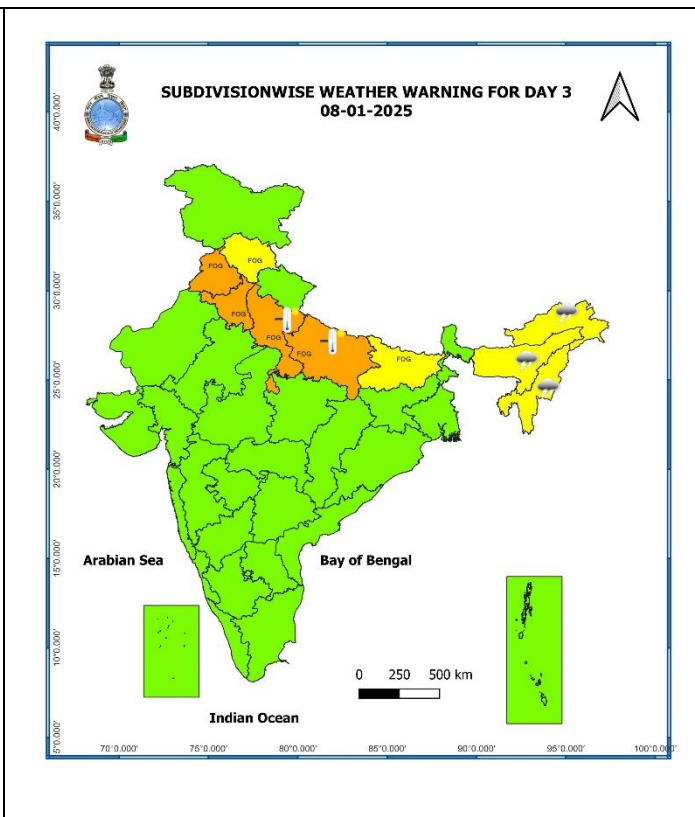 SUBDIVISIONWISE WEATHER WARNING FOR DAY 3
08-01-2025
40°0.000'
35°0.000'
30°0.000'
25°0.000'
20°0.000'
15°0.000'
10°0.000'
5°0.000'
FOG
FOG
FOG
FOG
FOG
FOG
Arabian Sea
Bay of Bengal
0 250 500 km
Indian Ocean
70°0.000' 75°0.000' 80°0.000' 85°0.000' 90°0.000' 95°0.000' 100°0.000'